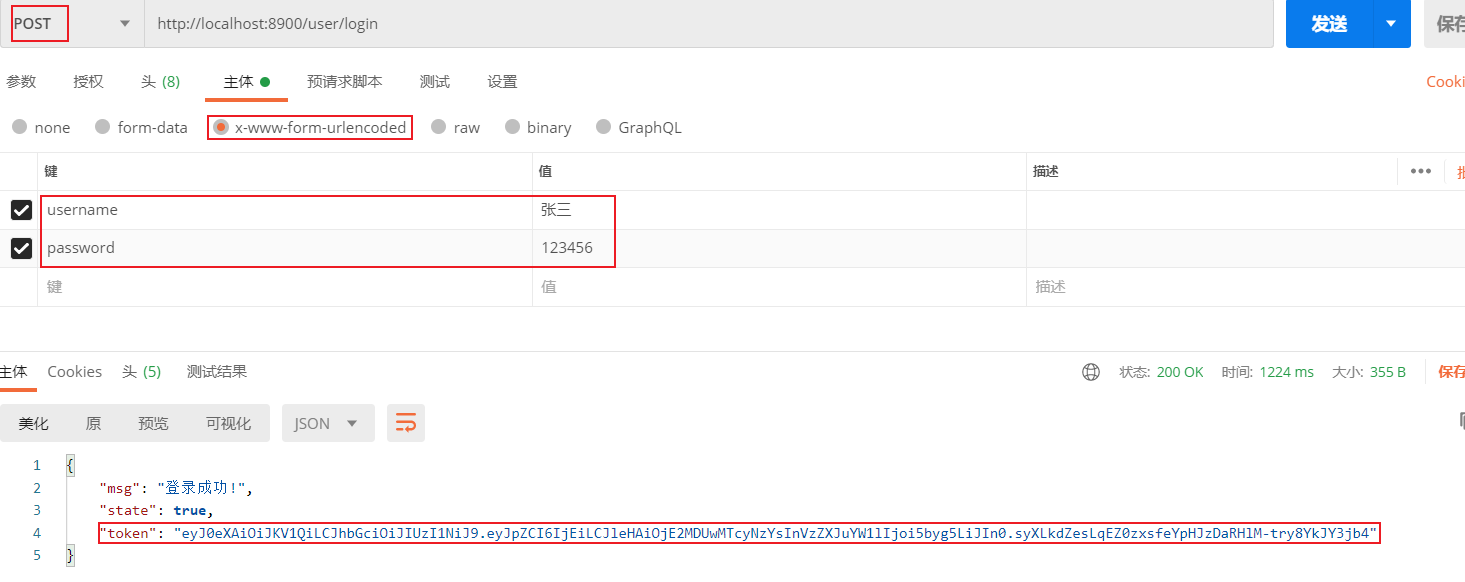 POST http://localhost:8900/user/login 发送 保存
参数 授权 头 (8) 主体 预请求脚本 测试 设置 Cooki
none form-data x-www-form-urlencoded raw binary GraphQL
键 值 描述 •••
username 张三
password 123456
键 值 描述
主体 Cookies 头 (5) 测试结果 状态: 200 OK 时间: 1224 ms 大小: 355 B 保存
美化 原 预览 可视化 JSON
1 {
2 "msg": "登录成功!",
3 "state": true,
4 "token": "eyJ0eXAiOiJKV1QiLCJhbGciOiJIUzI1NiJ9.eyJpZCI6IjEiLCJleHAiOjE2MDUwMTcyNzYsInVzZXJuYW1lIjoi5byg5LiJIn0.syXLkdZesLqEZ0zxsfeYpHJzDaRHlM-try8YkJY3jb4"
5 }